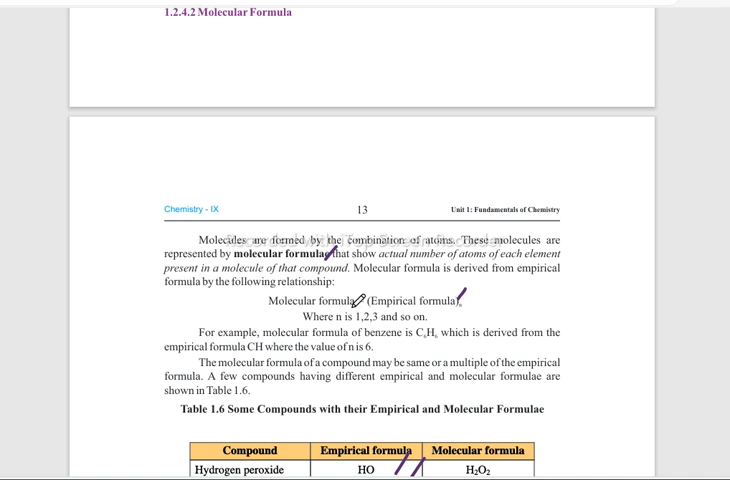 1.2.4.2 Molecular Formula
Chemistry - IX 13 Unit 1: Fundamentals of Chemistry
Molecules are formed by the combination of atoms. These molecules are
Recorded with iTop Screen Recorder
represented by molecular formulae that show actual number of atoms of each element
present in a molecule of that compound. Molecular formula is derived from empirical
formula by the following relationship:
Molecular formula (Empirical formula)ₙ
Where n is 1,2,3 and so on.
For example, molecular formula of benzene is C₆H₆ which is derived from the
empirical formula CH where the value of n is 6.
The molecular formula of a compound may be same or a multiple of the empirical
formula. A few compounds having different empirical and molecular formulae are
shown in Table 1.6.
Table 1.6 Some Compounds with their Empirical and Molecular Formulae
Compound Empirical formula Molecular formula
Hydrogen peroxide HO H₂O₂